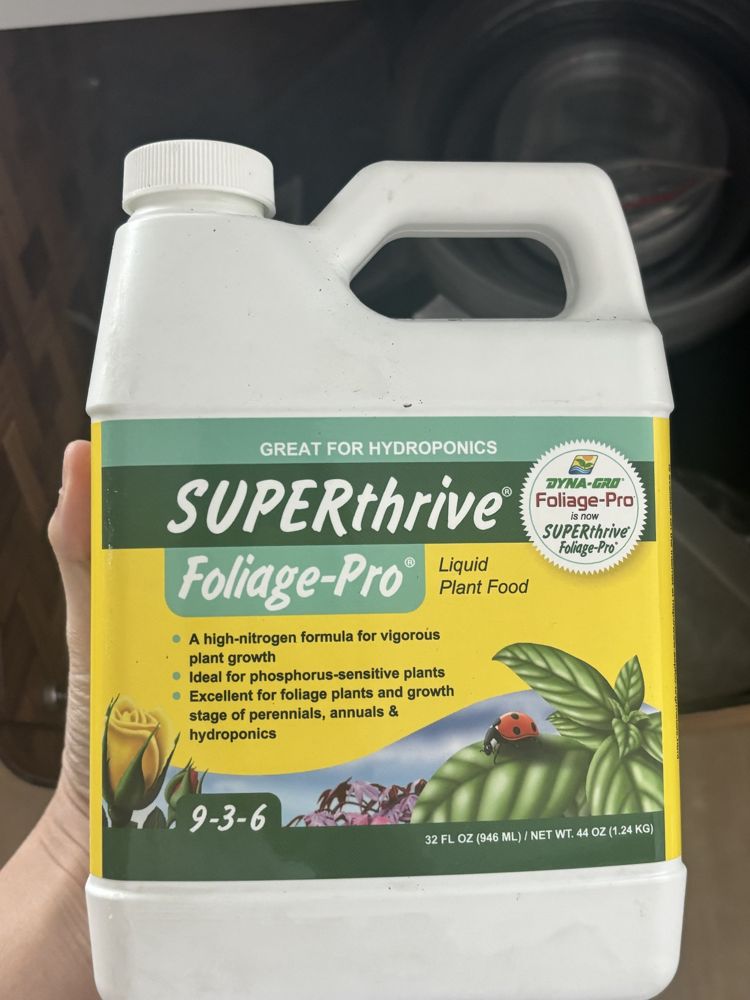 GREAT FOR HYDROPONICS
SUPERthrive®
Foliage-Pro®
Liquid
Plant Food
DYNA-GRO®
Foliage-Pro®
is now
SUPERthrive®
Foliage-Pro®
• A high-nitrogen formula for vigorous
plant growth
• Ideal for phosphorus-sensitive plants
• Excellent for foliage plants and growth
stage of perennials, annuals &
hydroponics
9-3-6
32 FL OZ (946 ML) / NET WT. 44 OZ (1.24 KG)